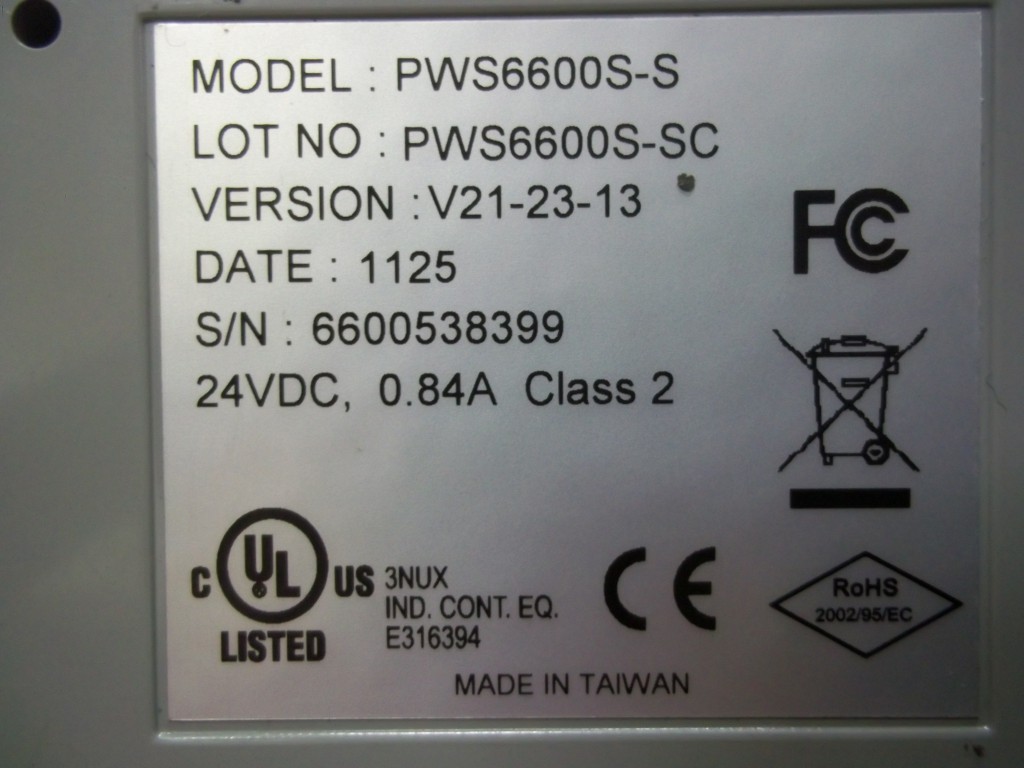 MODEL : PWS6600S-S
LOT NO : PWS6600S-SC
VERSION : V21-23-13
DATE : 1125
S/N : 6600538399
24VDC, 0.84A Class 2
FCC
C UL US
LISTED
3NUX
IND. CONT. EQ.
E316394
CE
RoHS
2002/95/EC
MADE IN TAIWAN